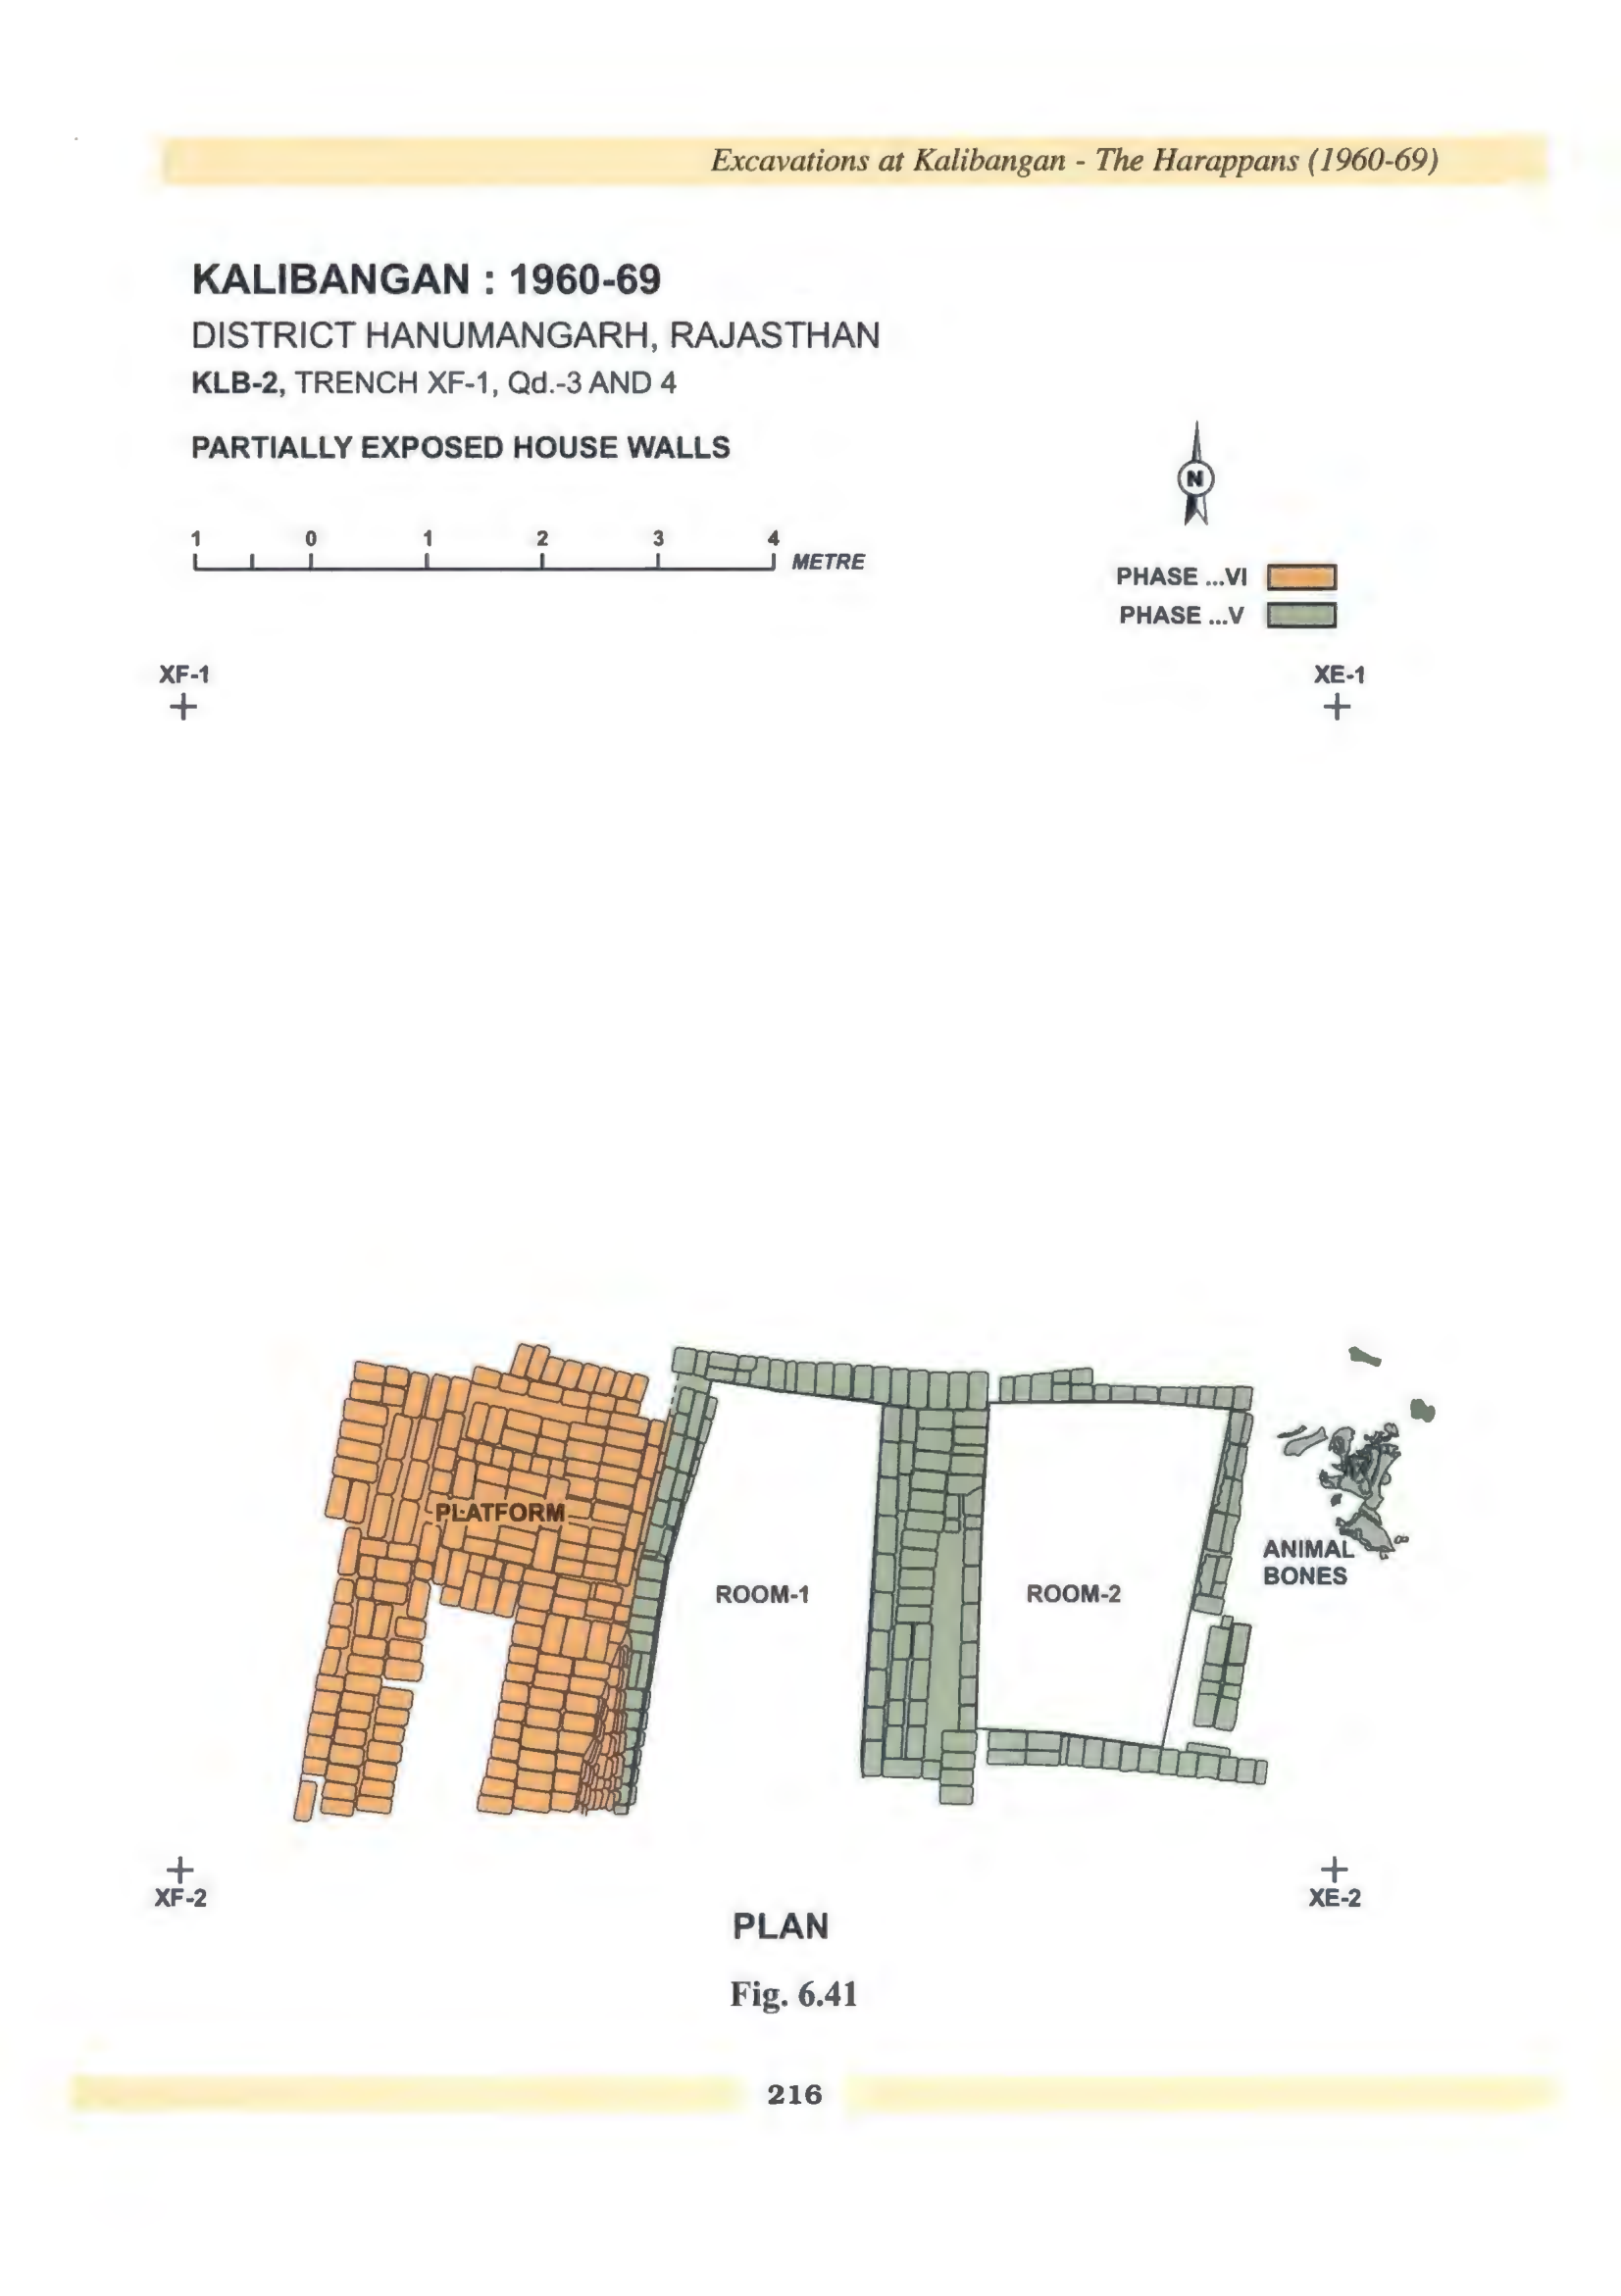 Excavations at Kalibangan - The Harappans (1960-69)
KALIBANGAN : 1960-69
DISTRICT HANUMANGARH, RAJASTHAN
KLB-2, TRENCH XF-1, Qd.-3 AND 4
PARTIALLY EXPOSED HOUSE WALLS
N
1 0 1 2 3 4
METRE
PHASE ...VI
PHASE ...V
XF-1
XE-1
PLATFORM
ROOM-1
ROOM-2
ANIMAL
BONES
XF-2
XE-2
PLAN
Fig. 6.41
216